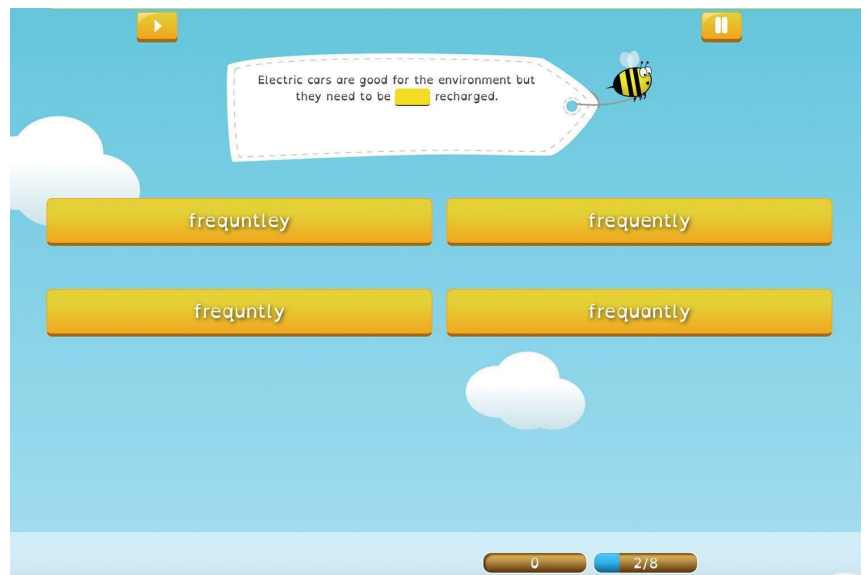 Electric cars are good for the environment but
they need to be recharged.
frequntley
frequently
frequntly
frequantly
0
2/8